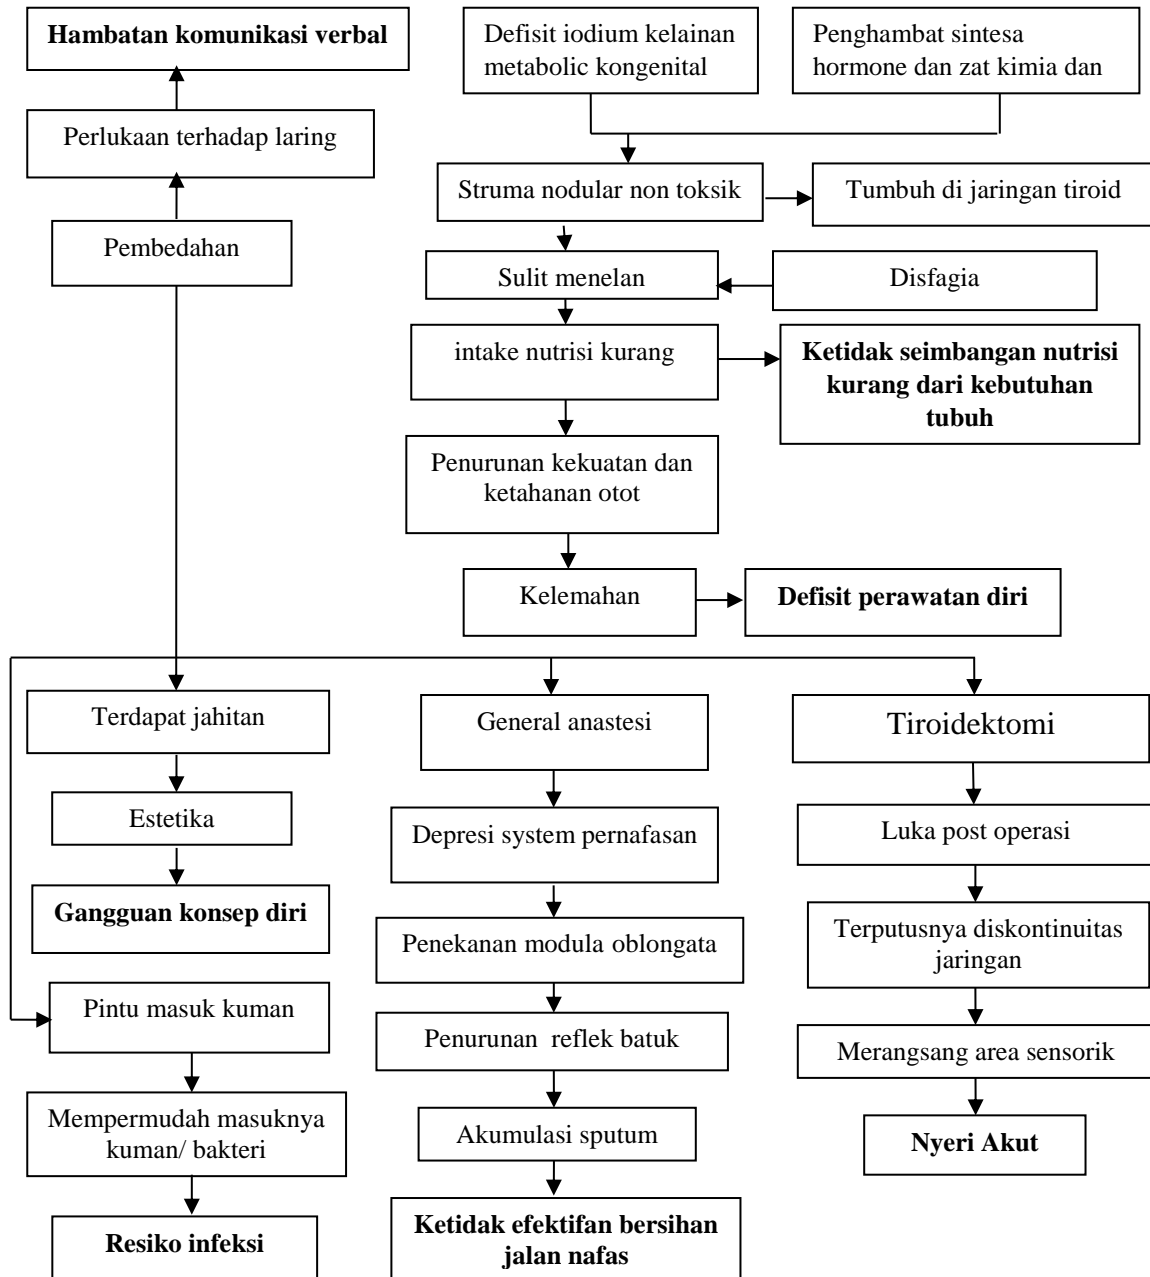 Hambatan komunikasi verbal
Defisit iodium kelainan
metabolic kongenital
Penghambat sintesa
hormone dan zat kimia dan
Perlukaan terhadap laring
Struma nodular non toksik
Tumbuh di jaringan tiroid
Pembedahan
Sulit menelan
Disfagia
intake nutrisi kurang
Ketidak seimbangan nutrisi
kurang dari kebutuhan
tubuh
Penurunan kekuatan dan
ketahanan otot
Kelemahan
Defisit perawatan diri
Terdapat jahitan
General anastesi
Tiroidektomi
Estetika
Depresi system pernafasan
Luka post operasi
Gangguan konsep diri
Penekanan modula oblongata
Terputusnya diskontinuitas
jaringan
Pintu masuk kuman
Penurunan  reflek batuk
Merangsang area sensorik
Mempermudah masuknya
kuman/ bakteri
Akumulasi sputum
Nyeri Akut
Resiko infeksi
Ketidak efektifan bersihan
jalan nafas